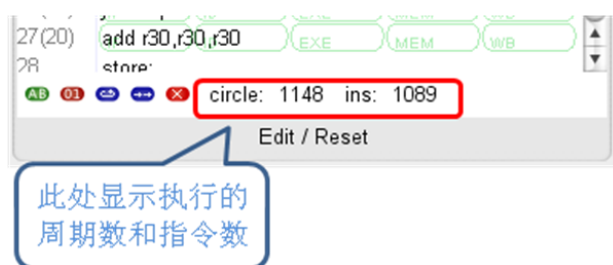 27(20) add r30,r30,r30 EXE MEM WB
28 store:
AB 01 circle: 1148 ins: 1089
Edit / Reset
此处显示执行的
周期数和指令数